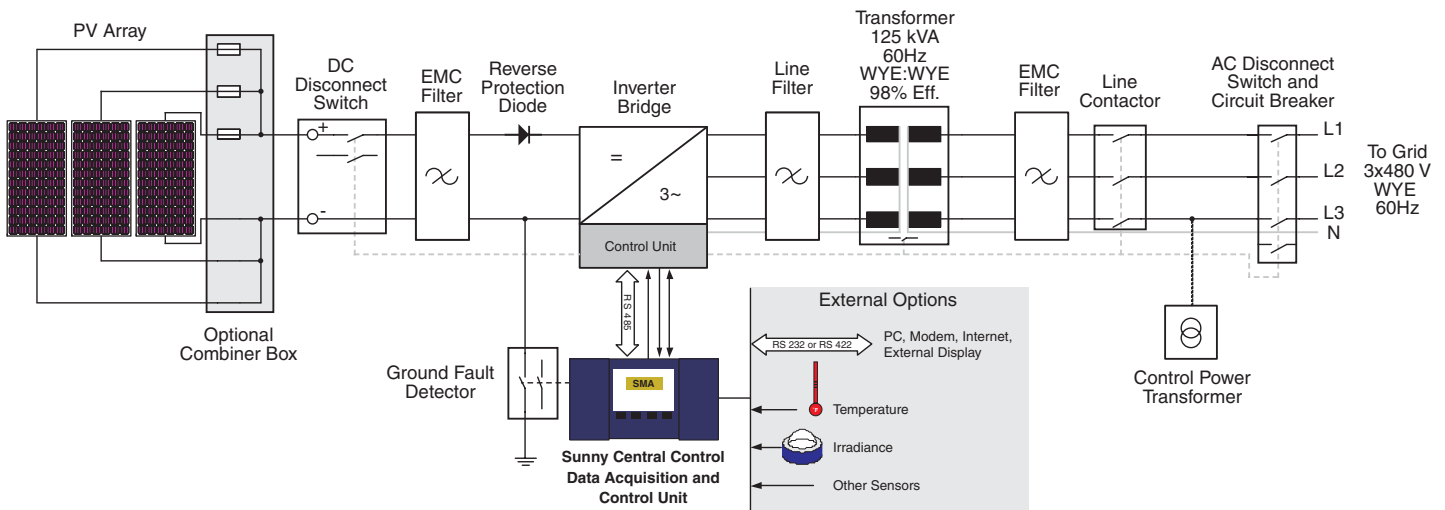 PV Array
Optional
Combiner Box
DC
Disconnect
Switch
+
-
EMC
Filter
Reverse
Protection
Diode
Inverter
Bridge
=
3~
Control Unit
RS 485
Line
Filter
Transformer
125 kVA
60Hz
WYE:WYE
98% Eff.
EMC
Filter
Line
Contactor
AC Disconnect
Switch and
Circuit Breaker
L1
L2
L3
N
To Grid
3x480 V
WYE
60Hz
Ground Fault
Detector
SMA
Sunny Central Control
Data Acquisition and
Control Unit
External Options
RS 232 or RS 422
PC, Modem, Internet,
External Display
°F
Temperature
Irradiance
Other Sensors
Control Power
Transformer